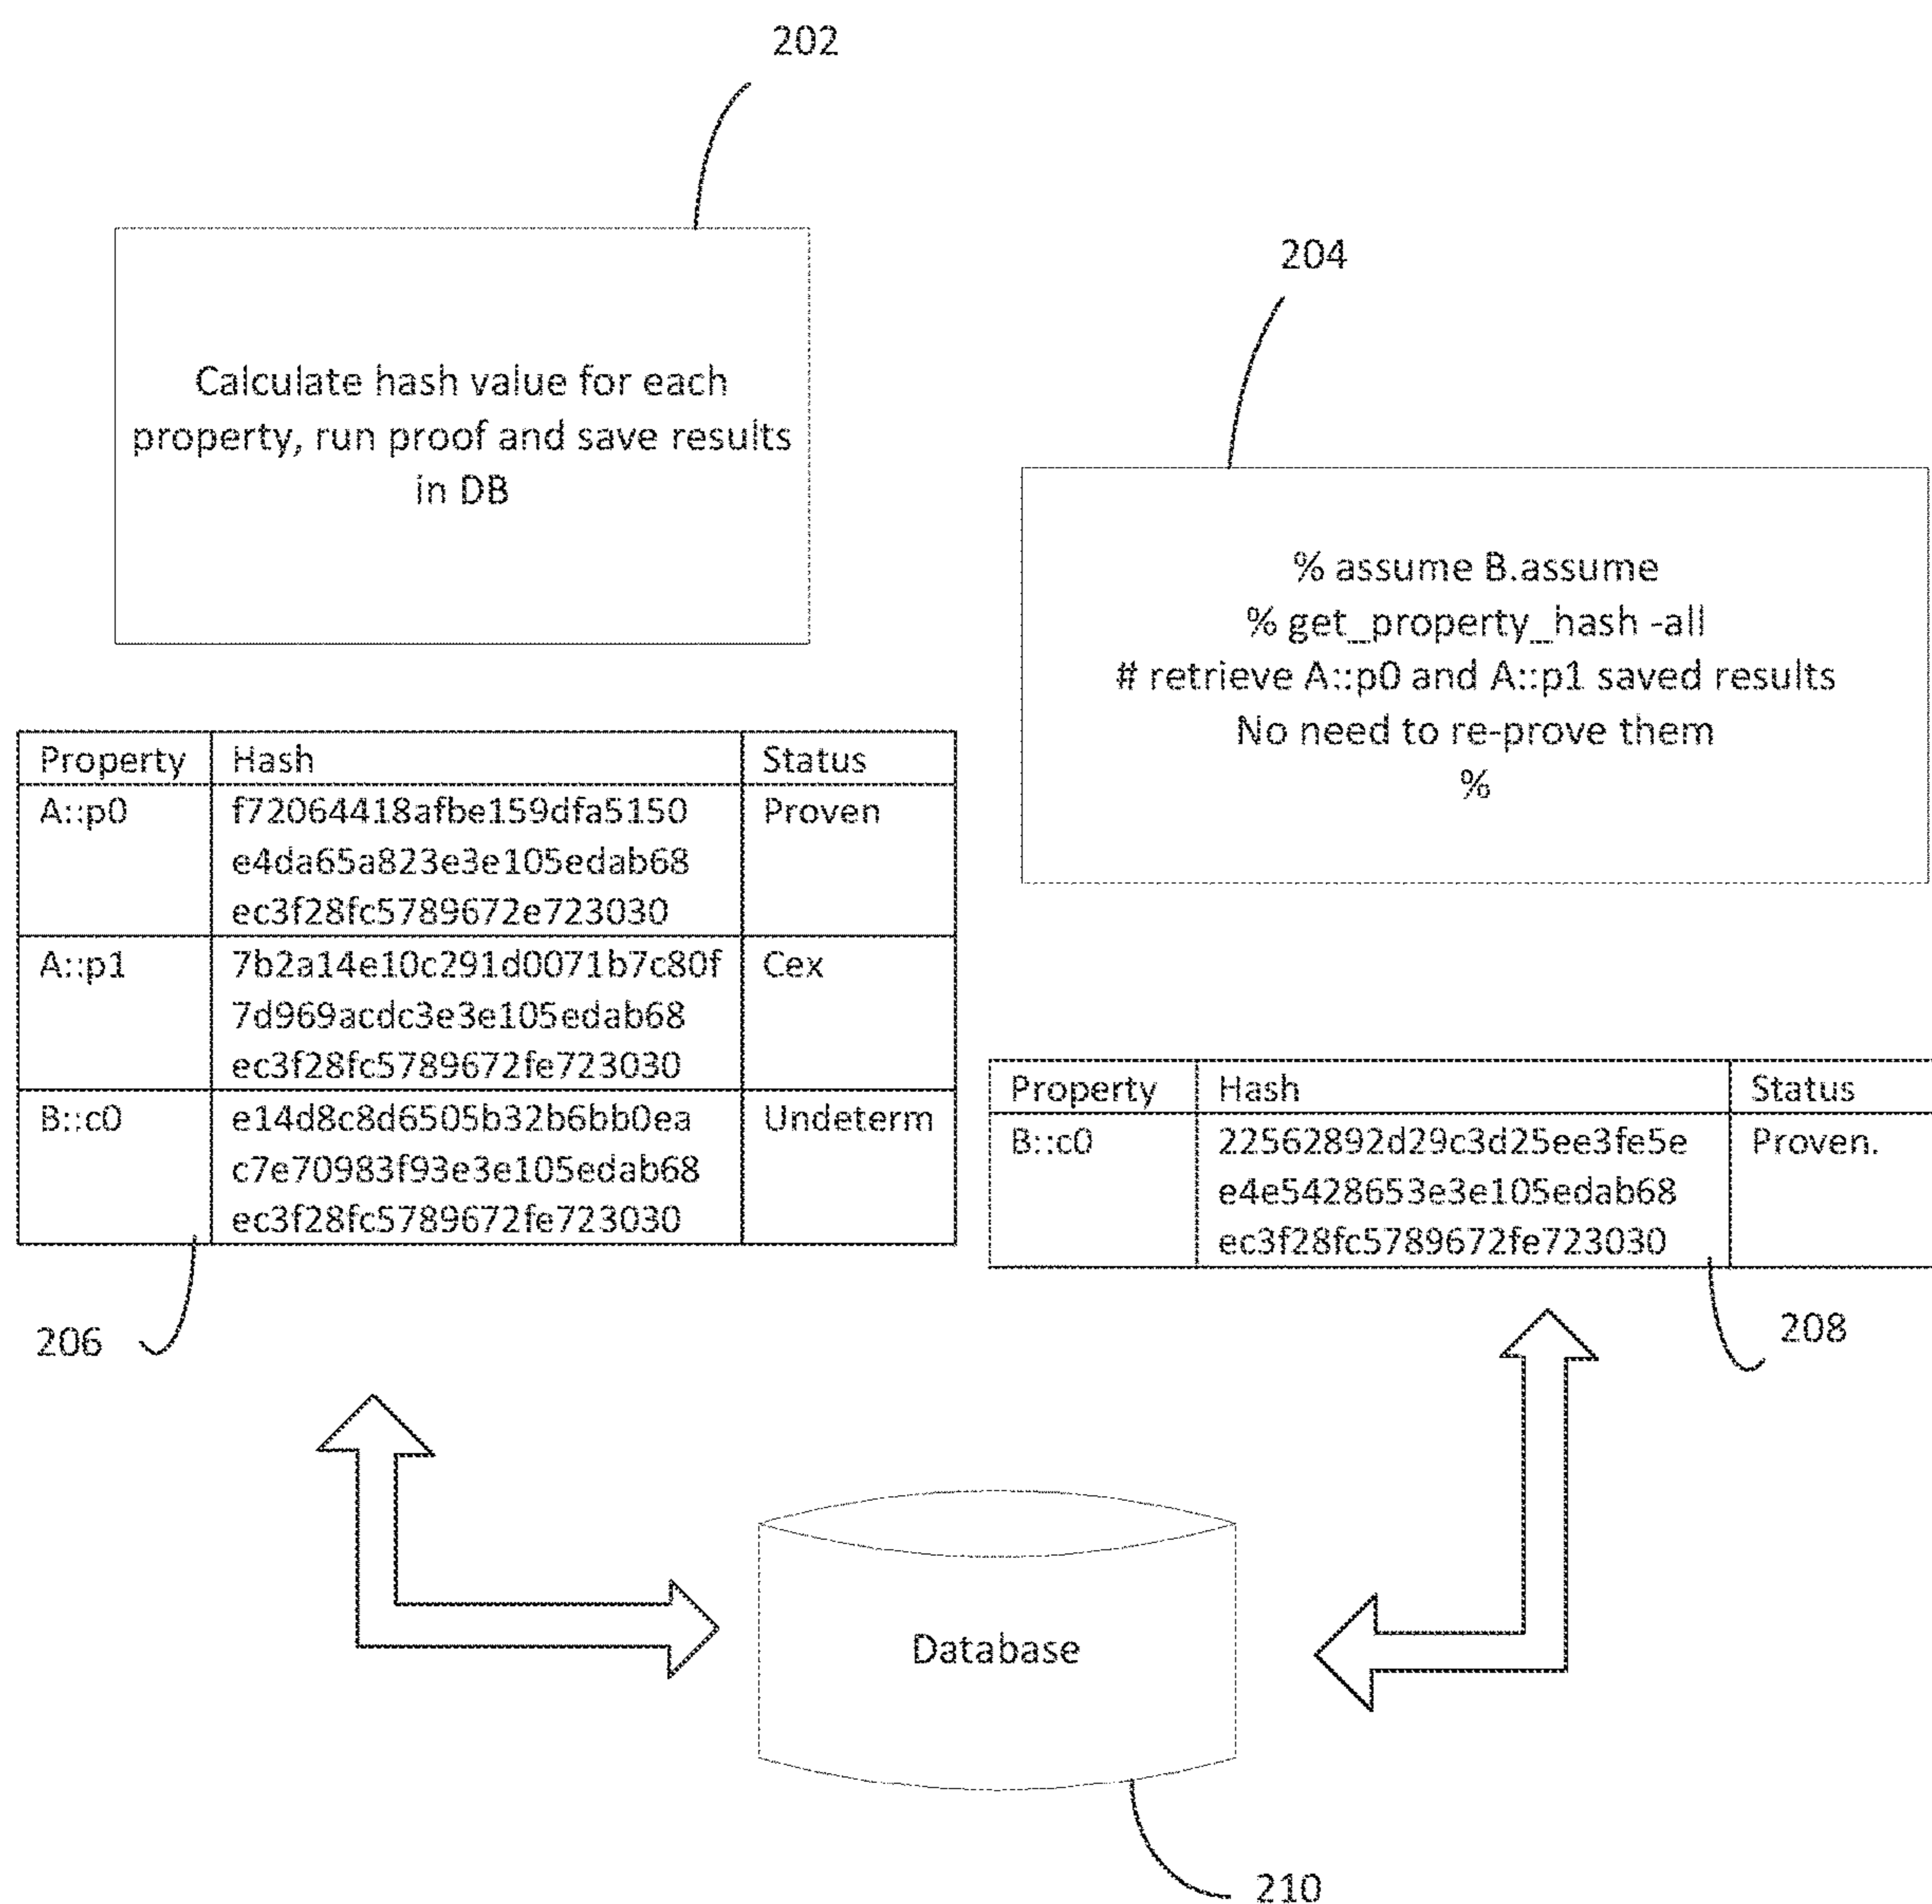 202
Calculate hash value for each
property, run proof and save results
in DB
204
% assume B.assume
% get_property_hash -all
# retrieve A::p0 and A::p1 saved results
No need to re-prove them
%
Property Hash Status
A::p0 f72064418afbe159dfa5150 Proven
e4da65a823e3e105edab68
ec3f28fc5789672e723030
A::p1 7b2a14e10c291d0071b7c80f Cex
7d969acdc3e3e105edab68
ec3f28fc5789672fe723030
B::c0 e14d8c8d6505b32b6bb0ea Undeterm
c7e70983f93e3e105edab68
ec3f28fc5789672fe723030
206
Property Hash Status
B::c0 22562892d29c3d25ee3fe5e Proven.
e4e5428653e3e105edab68
ec3f28fc5789672fe723030
208
Database
210